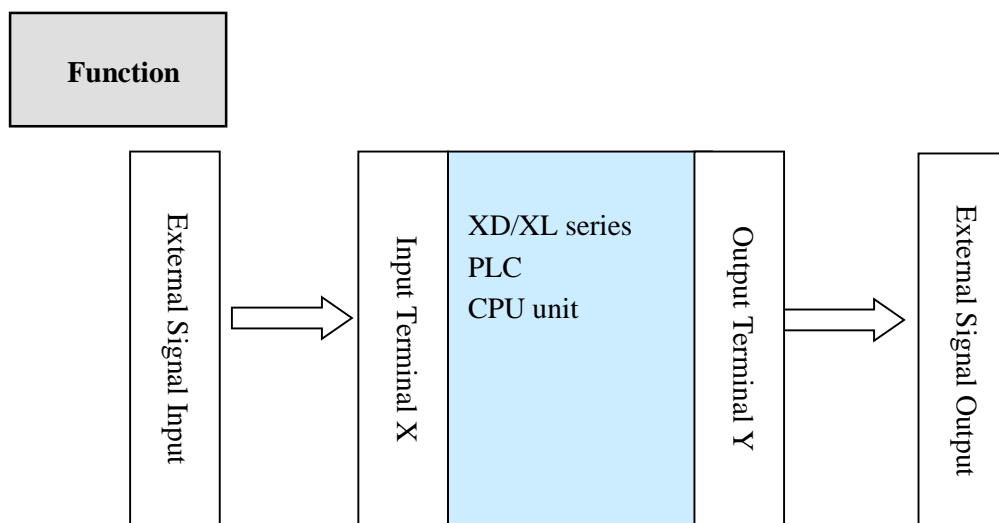 Function
External Signal Input
Input Terminal X
XD/XL series
PLC
CPU unit
Output Terminal Y
External Signal Output